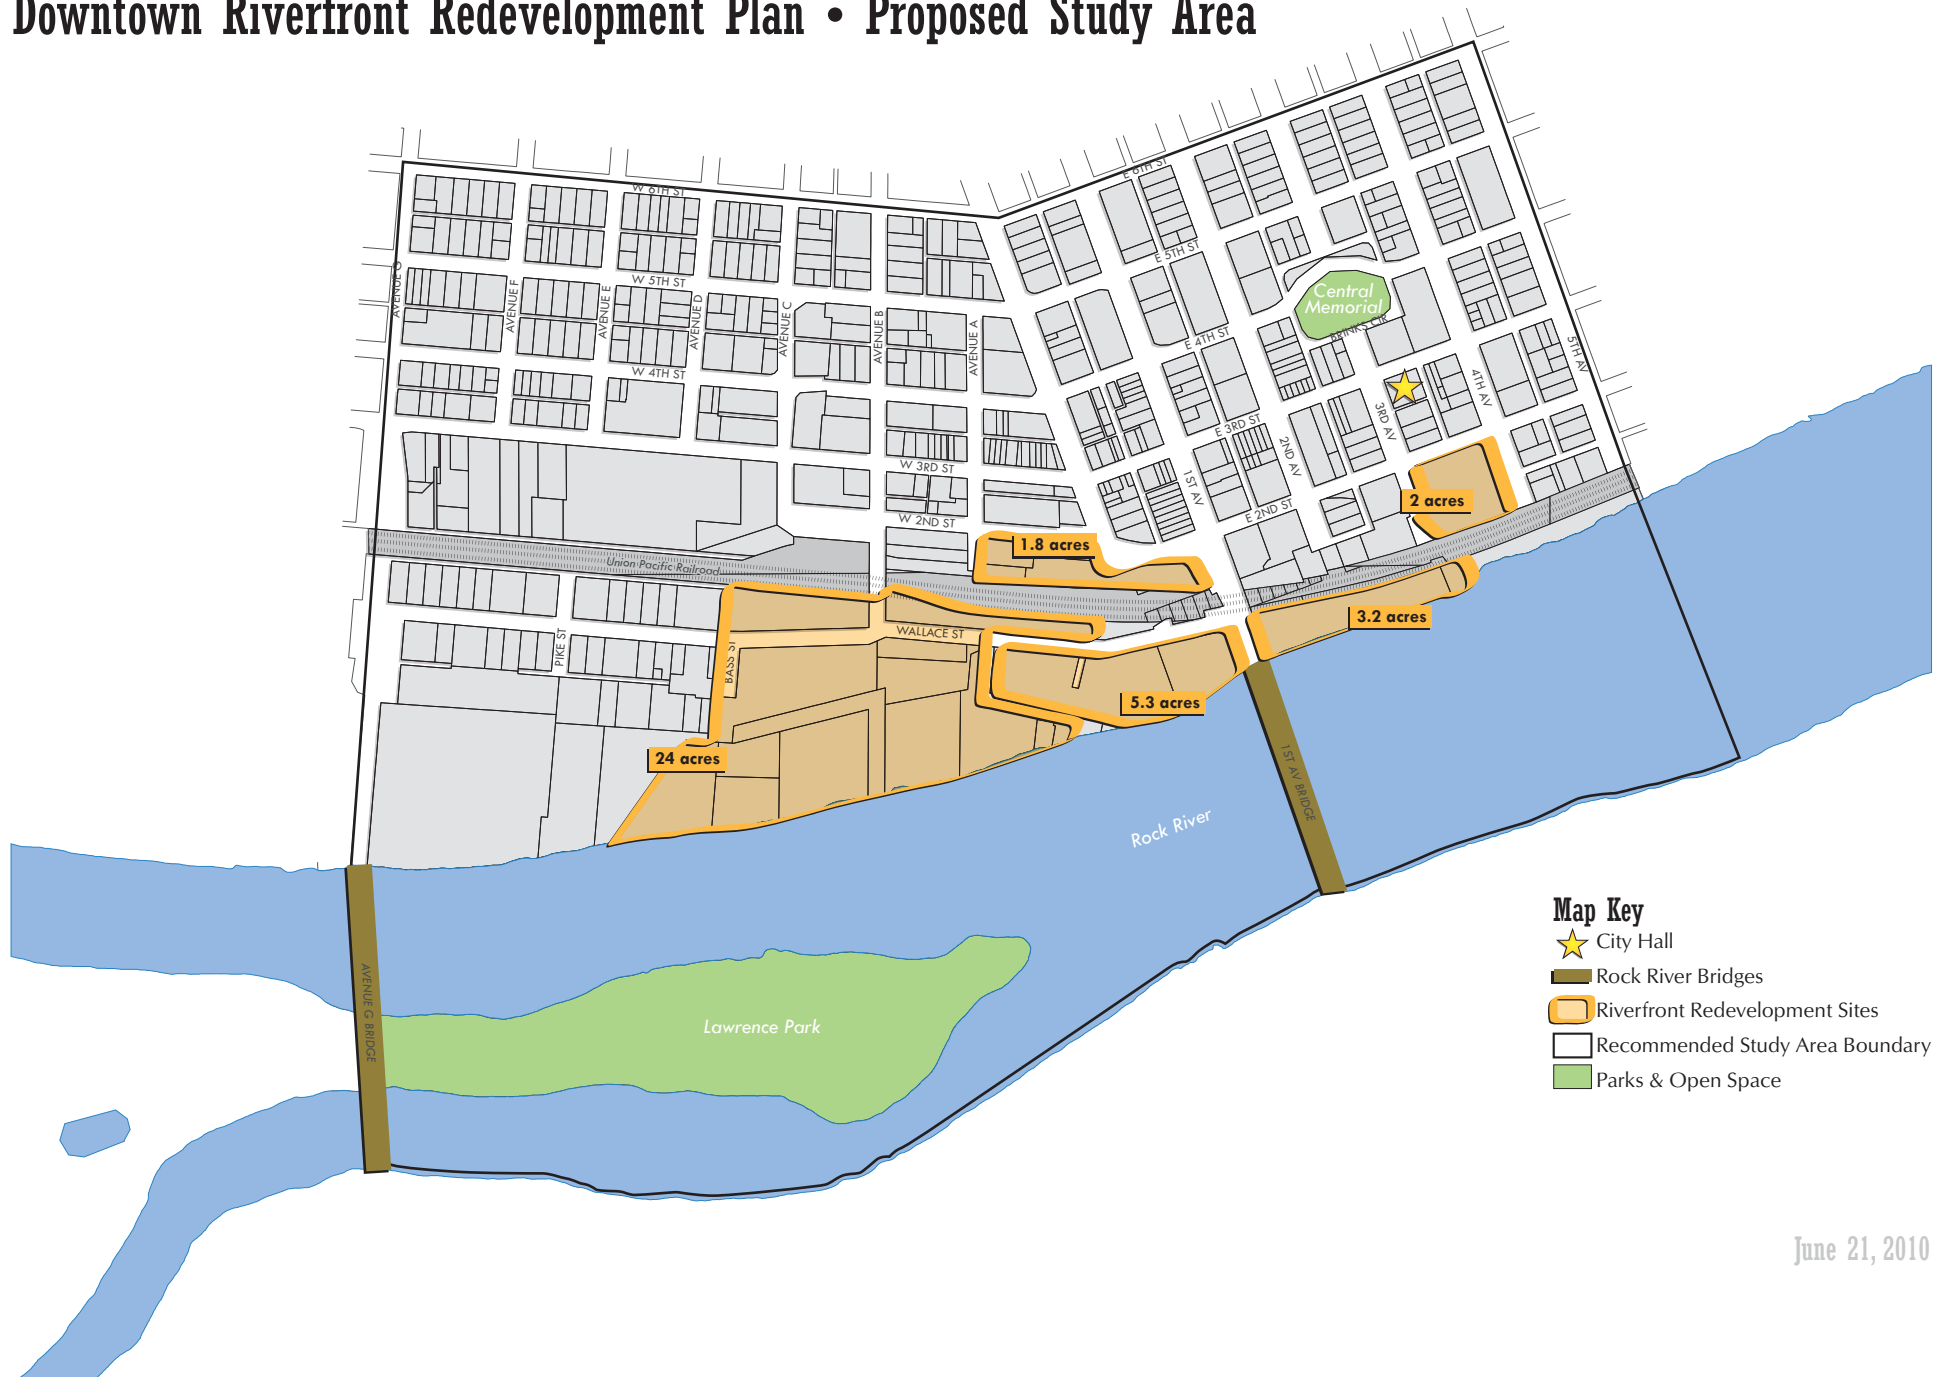 Downtown Riverfront Redevelopment Plan • Proposed Study Area
W 6TH ST
E 6TH ST
W 5TH ST
E 5TH ST
AVENUE G
AVENUE F
AVENUE E
AVENUE D
AVENUE C
AVENUE B
AVENUE A
Central
Memorial
BRINKS CIR
E 4TH ST
W 4TH ST
5TH AV
4TH AV
3RD AV
E 3RD ST
2ND AV
W 3RD ST
1ST AV
2 acres
E 2ND ST
W 2ND ST
1.8 acres
Union Pacific Railroad
3.2 acres
WALLACE ST
PIKE ST
BASS ST
5.3 acres
24 acres
1ST AV BRIDGE
Rock River
AVENUE G BRIDGE
Lawrence Park
Map Key
City Hall
Rock River Bridges
Riverfront Redevelopment Sites
Recommended Study Area Boundary
Parks & Open Space
June 21, 2010